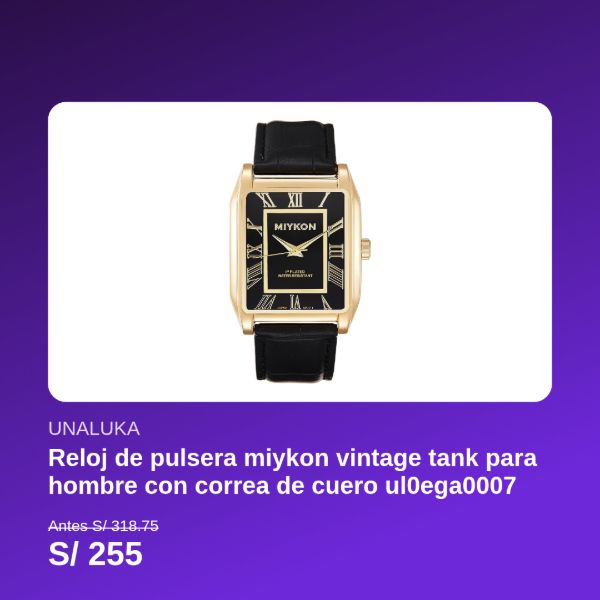 XII
MIYKON
UNALUKA
Reloj de pulsera miykon vintage tank para
hombre con correa de cuero ul0ega0007
Antes S/ 318.75
S/ 255